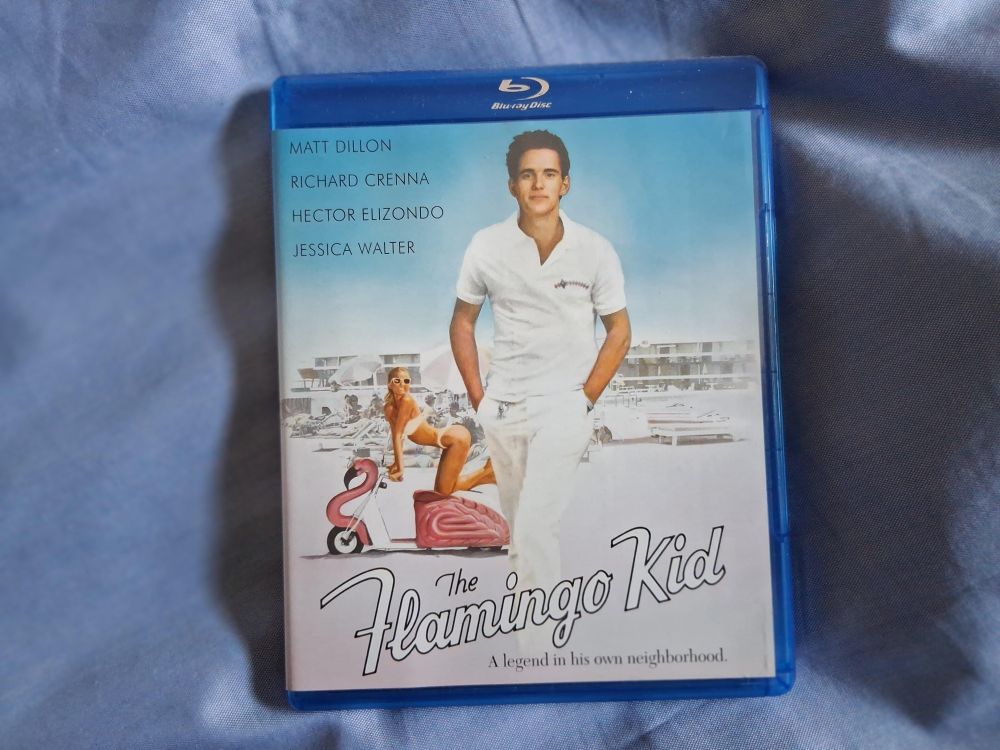 Blu-ray Disc
MATT DILLON
RICHARD CRENNA
HECTOR ELIZONDO
JESSICA WALTER
The
Flamingo Kid
A legend in his own neighborhood.